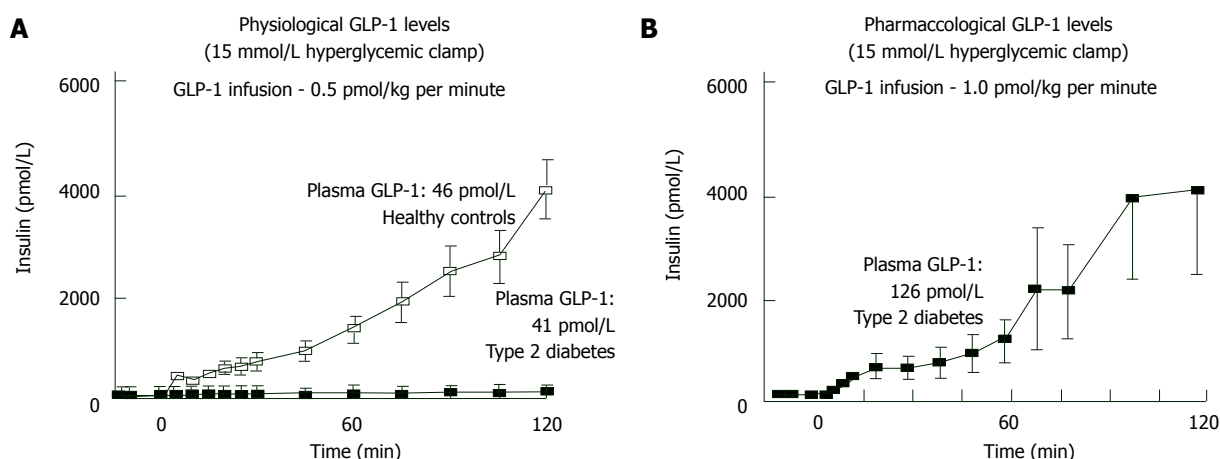 A
Physiological GLP-1 levels
(15 mmol/L hyperglycemic clamp)
GLP-1 infusion - 0.5 pmol/kg per minute
6000
4000
2000
0
Insulin (pmol/L)
Plasma GLP-1: 46 pmol/L
Healthy controls
Plasma GLP-1:
41 pmol/L
Type 2 diabetes
0
60
120
Time (min)
B
Pharmaccological GLP-1 levels
(15 mmol/L hyperglycemic clamp)
GLP-1 infusion - 1.0 pmol/kg per minute
6000
4000
2000
0
Insulin (pmol/L)
Plasma GLP-1:
126 pmol/L
Type 2 diabetes
0
60
120
Time (min)